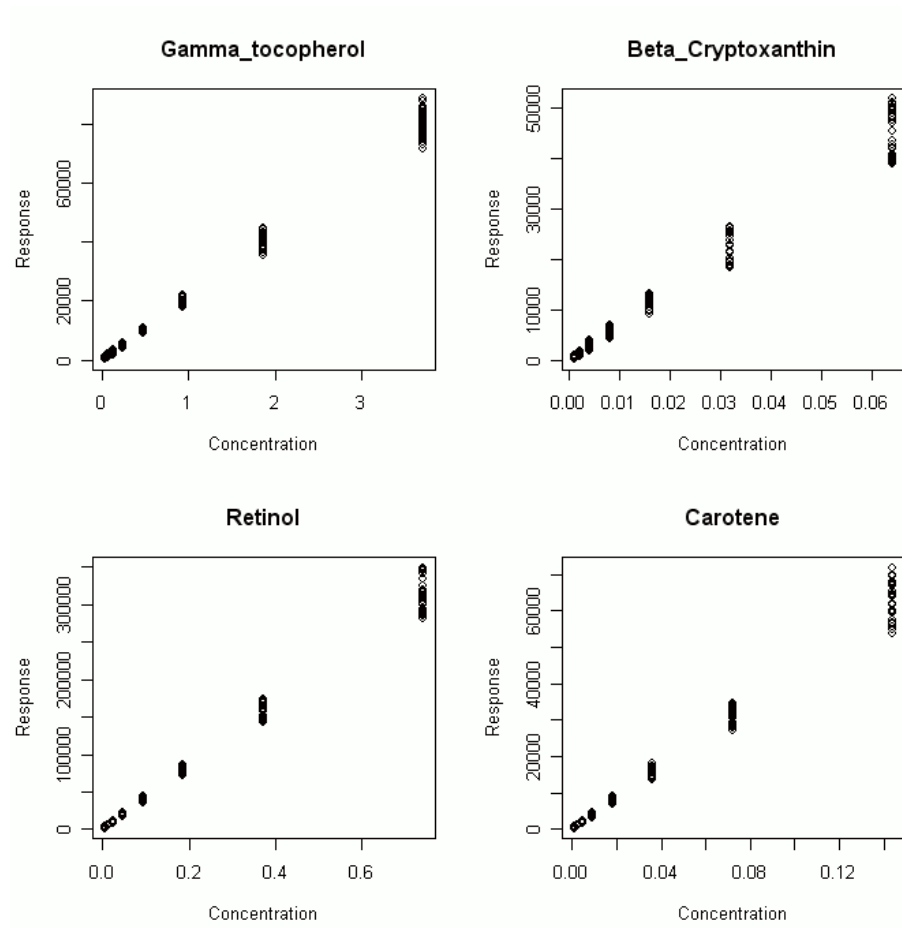 Gamma_tocopherol
Response
0
20000
60000
0
1
2
3
Concentration
Beta_Cryptoxanthin
Response
0
10000
30000
50000
0.00
0.01
0.02
0.03
0.04
0.05
0.06
Concentration
Retinol
Response
0
100000
200000
300000
0.0
0.2
0.4
0.6
Concentration
Carotene
Response
0
20000
40000
60000
0.00
0.04
0.08
0.12
Concentration